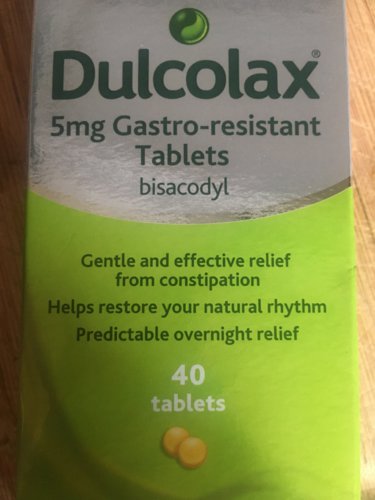 Dulcolax®
5mg Gastro-resistant
Tablets
bisacodyl
Gentle and effective relief
from constipation
Helps restore your natural rhythm
Predictable overnight relief
40
tablets